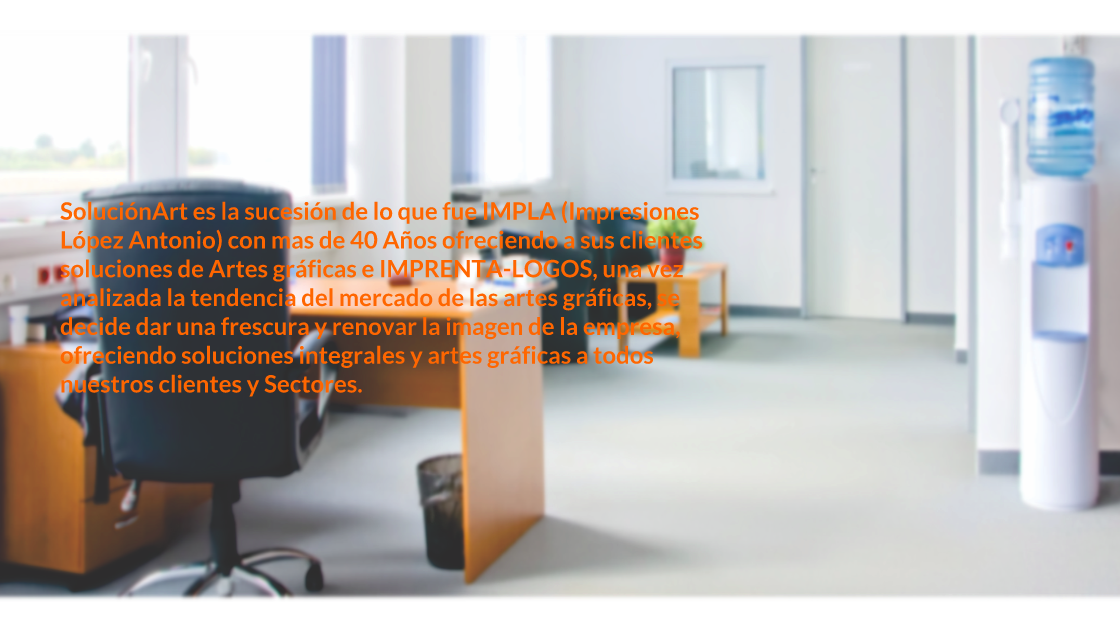 SoluciónArt es la sucesión de lo que fue IMPLA (Impresiones
López Antonio) con mas de 40 Años ofreciendo a sus clientes
soluciones de Artes gráficas e IMPRENTA-LOGOS, una vez
analizada la tendencia del mercado de las artes gráficas, se
decide dar una frescura y renovar la imagen de la empresa,
ofreciendo soluciones integrales y artes gráficas a todos
nuestros clientes y Sectores.